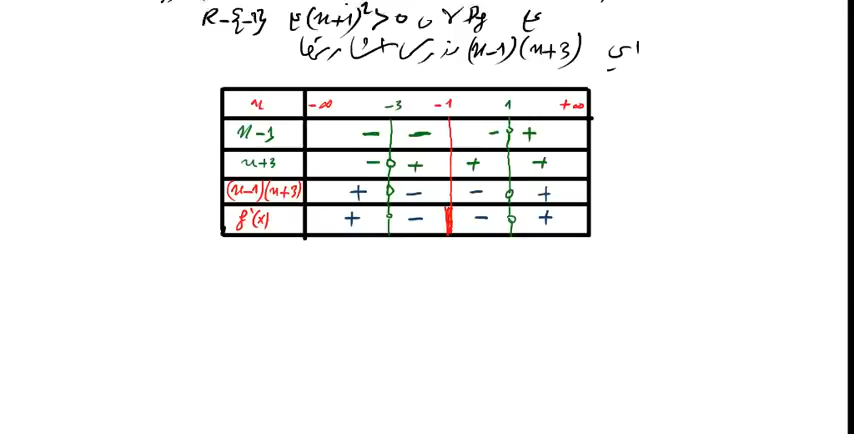 R-{-1} ع (x+1)²>0
(x-1)(x+3) اي
x -∞ -3 -1 1 +∞
x-1 - - - 0 +
x+3 - 0 + + +
(x-1)(x+3) + 0 - - 0 +
f'(x) + 0 - - 0 +